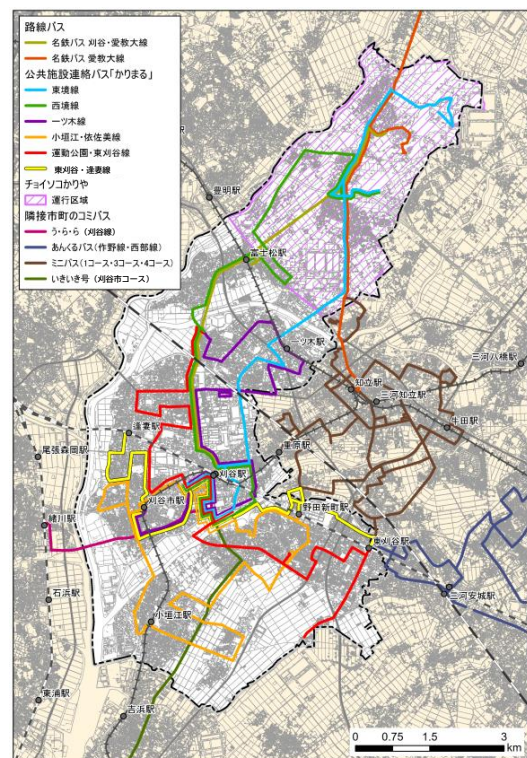 路線バス
名鉄バス 刈谷・愛教大線
名鉄バス 愛教大線
公共施設連絡バス「かりまる」
東境線
西境線
一ツ木線
小垣江・依佐美線
運動公園・東刈谷線
東刈谷・逢妻線
チョイソコかりや
運行区域
隣接市町のコミバス
う・ら・ら（刈谷線）
あんくるバス(作野線・西部線)
ミニバス(1コース・3コース・4コース)
いきいき号（刈谷市コース）
豊明駅
富士松駅
一ツ木駅
三河八橋駅
知立駅
三河知立駅
牛田駅
逢妻駅
重原駅
尾張森岡駅
刈谷駅
刈谷市駅
野田新町駅
緒川駅
東刈谷駅
三河安城駅
石浜駅
小垣江駅
東浦駅
吉浜駅
0 0.75 1.5 3
km